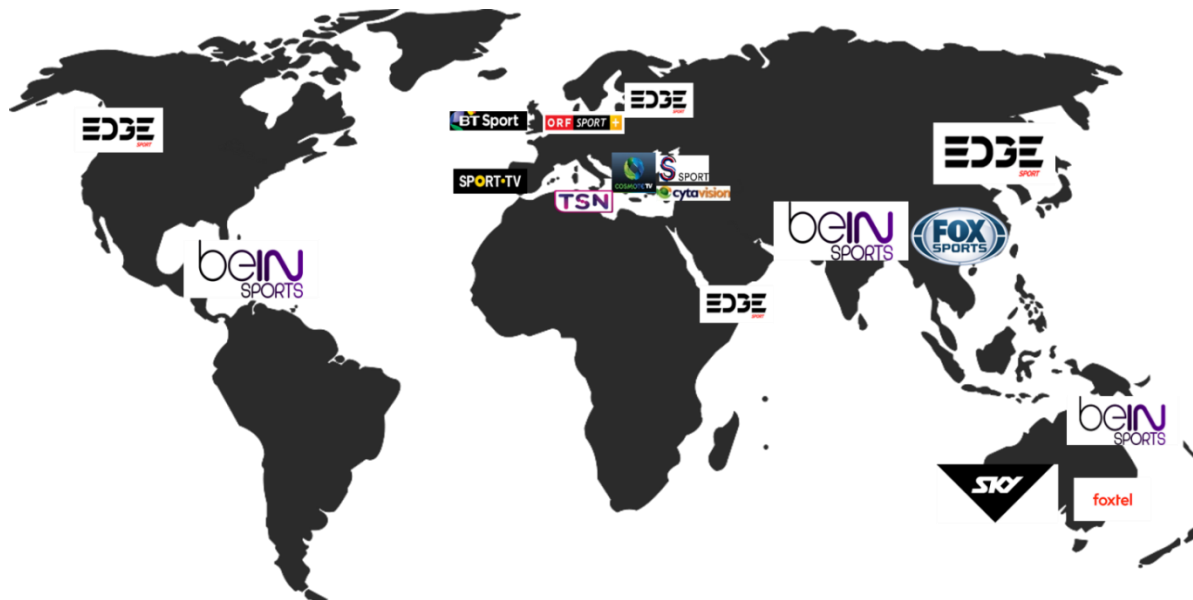 EDGE
SPORT
BT Sport
ORF SPORT +
EDGE
SPORT
EDGE
SPORT
SPORT•TV
COSMOTE TV
S SPORT
TSN
cytavision
beIN
SPORTS
FOX
SPORTS
beIN
SPORTS
EDGE
SPORT
beIN
SPORTS
SKY
foxtel